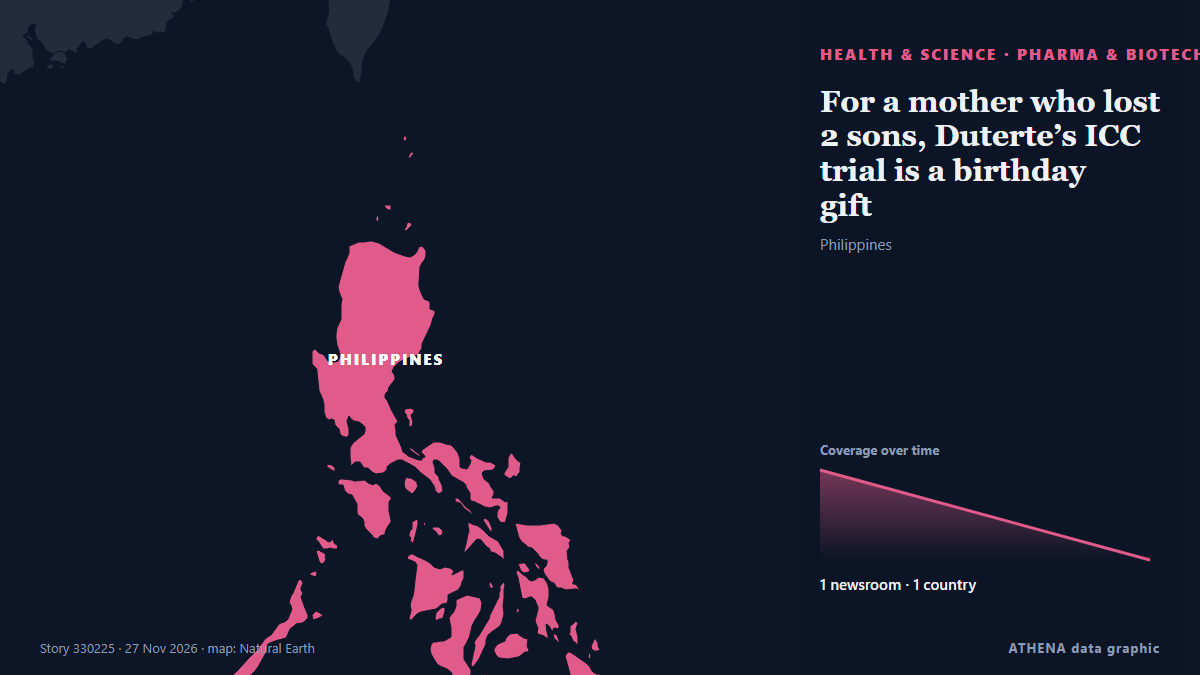 HEALTH & SCIENCE · PHARMA & BIOTECH
For a mother who lost
2 sons, Duterte’s ICC
trial is a birthday
gift
Philippines
PHILIPPINES
Coverage over time
1 newsroom · 1 country
Story 330225 · 27 Nov 2026 · map: Natural Earth
ATHENA data graphic